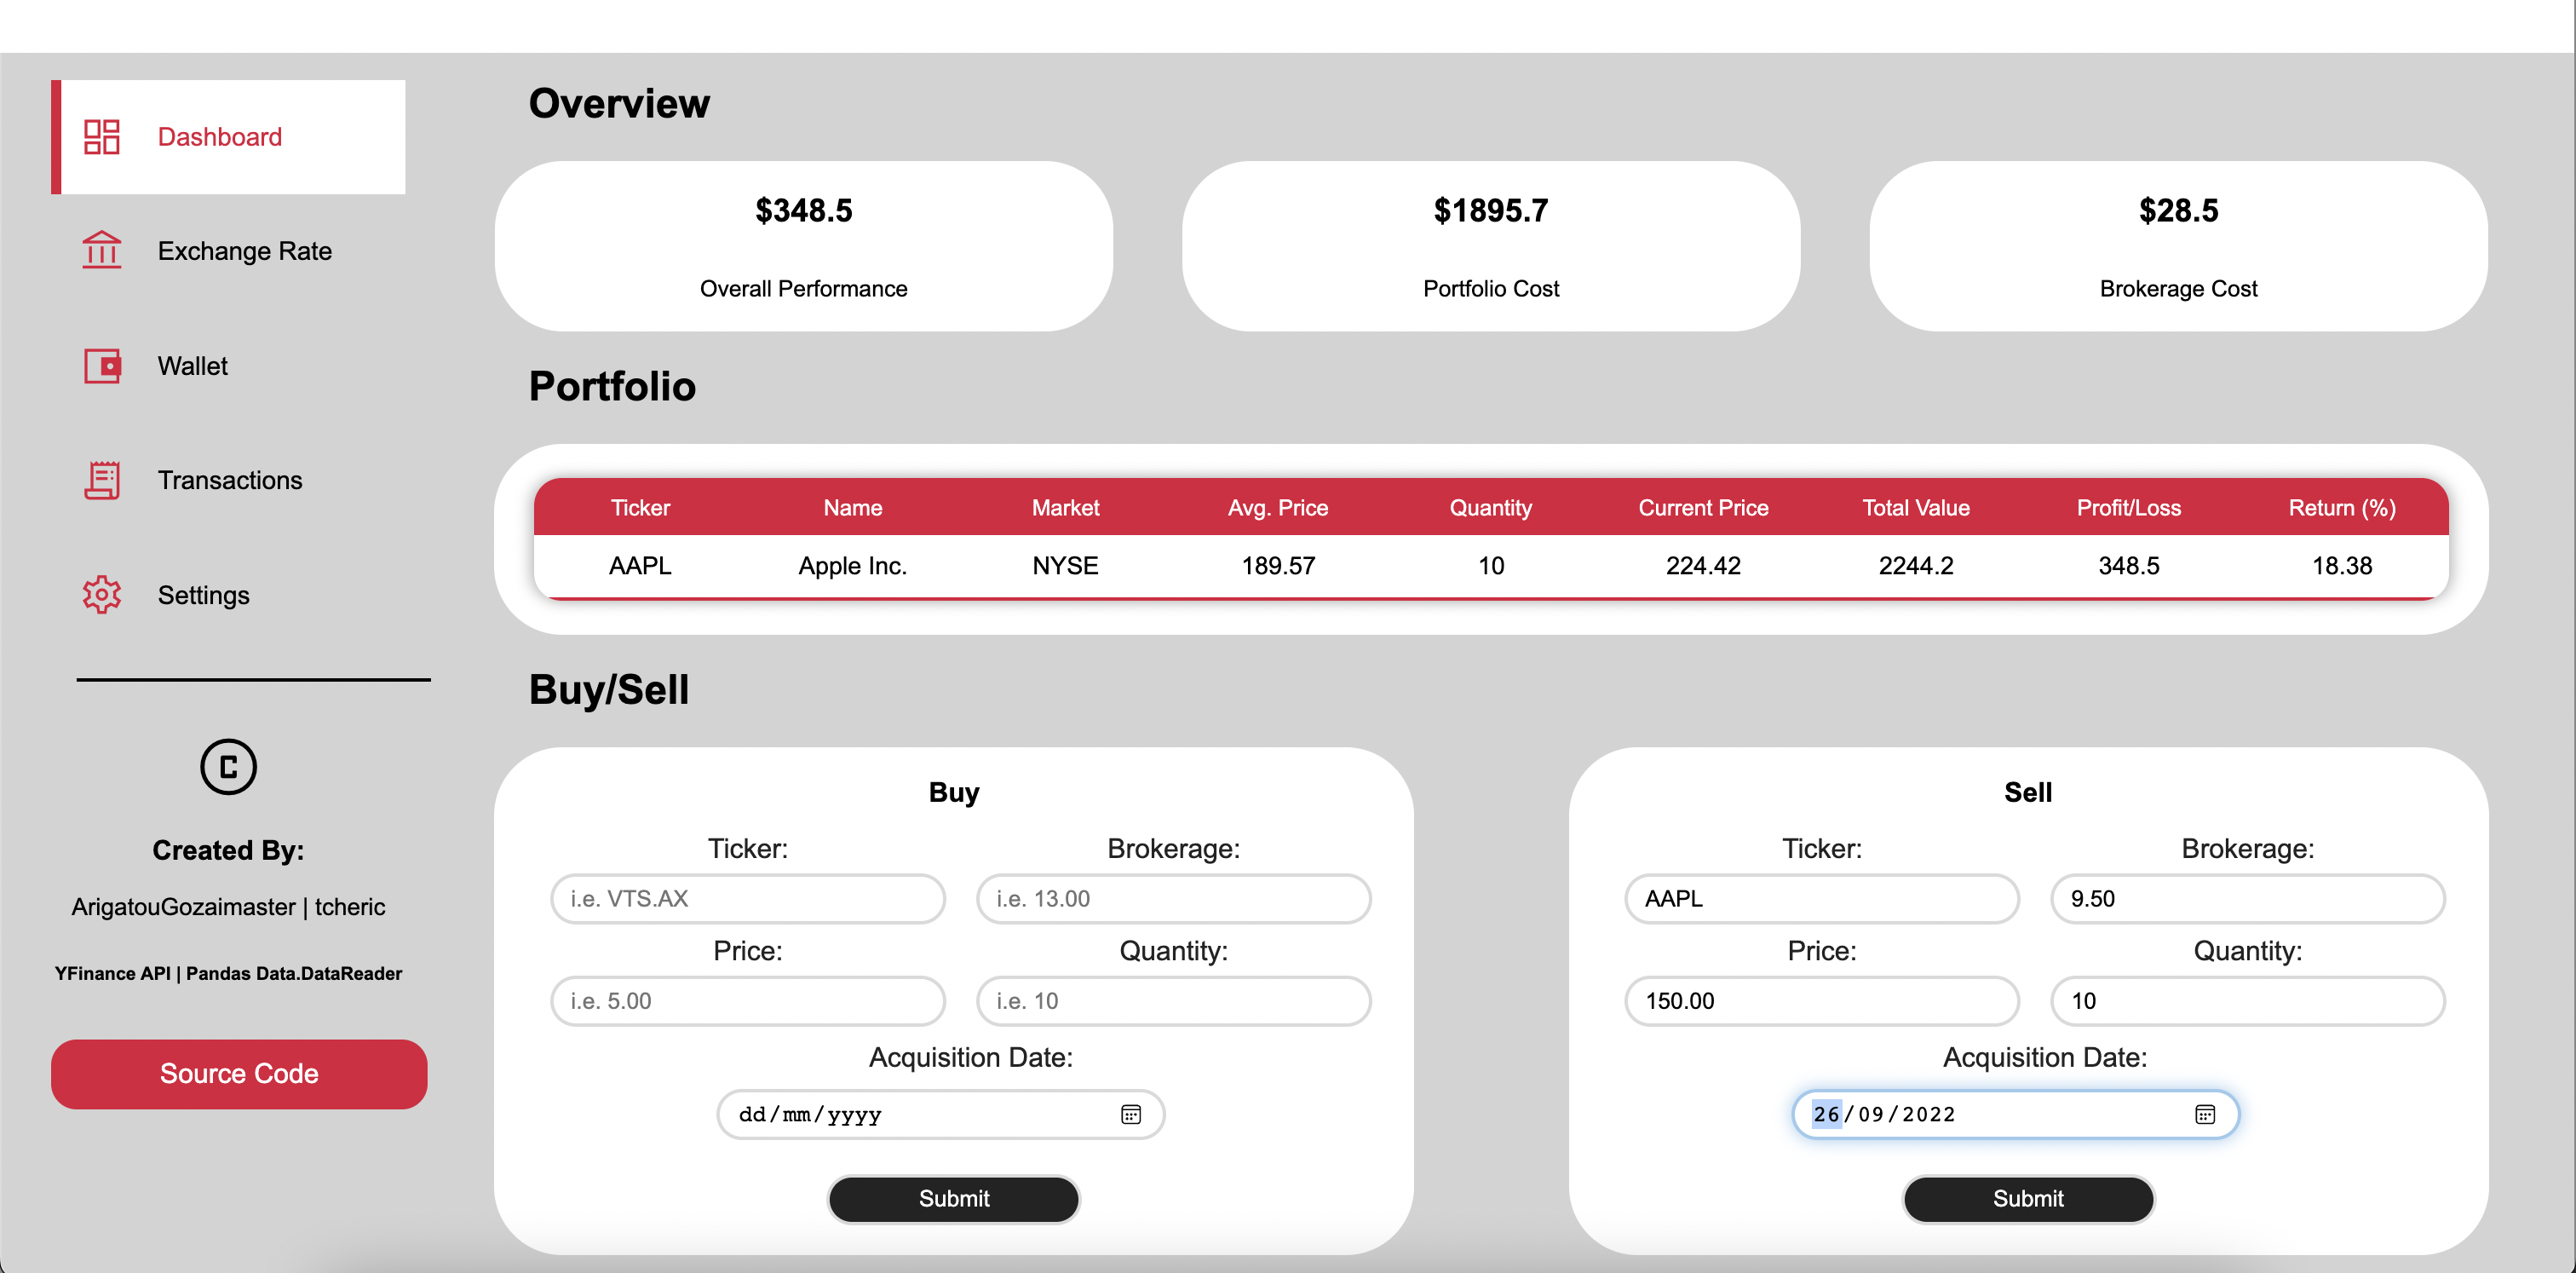 Dashboard
Exchange Rate
Wallet
Transactions
Settings
C
Created By:
ArigatouGozaimaster | tcheric
YFinance API | Pandas Data.DataReader
Source Code
Overview
$348.5
Overall Performance
$1895.7
Portfolio Cost
$28.5
Brokerage Cost
Portfolio
Ticker Name Market Avg. Price Quantity Current Price Total Value Profit/Loss Return (%)
AAPL Apple Inc. NYSE 189.57 10 224.42 2244.2 348.5 18.38
Buy/Sell
Buy
Ticker: Brokerage:
i.e. VTS.AX i.e. 13.00
Price: Quantity:
i.e. 5.00 i.e. 10
Acquisition Date:
dd/mm/yyyy
Submit
Sell
Ticker: Brokerage:
AAPL 9.50
Price: Quantity:
150.00 10
Acquisition Date:
26/09/2022
Submit